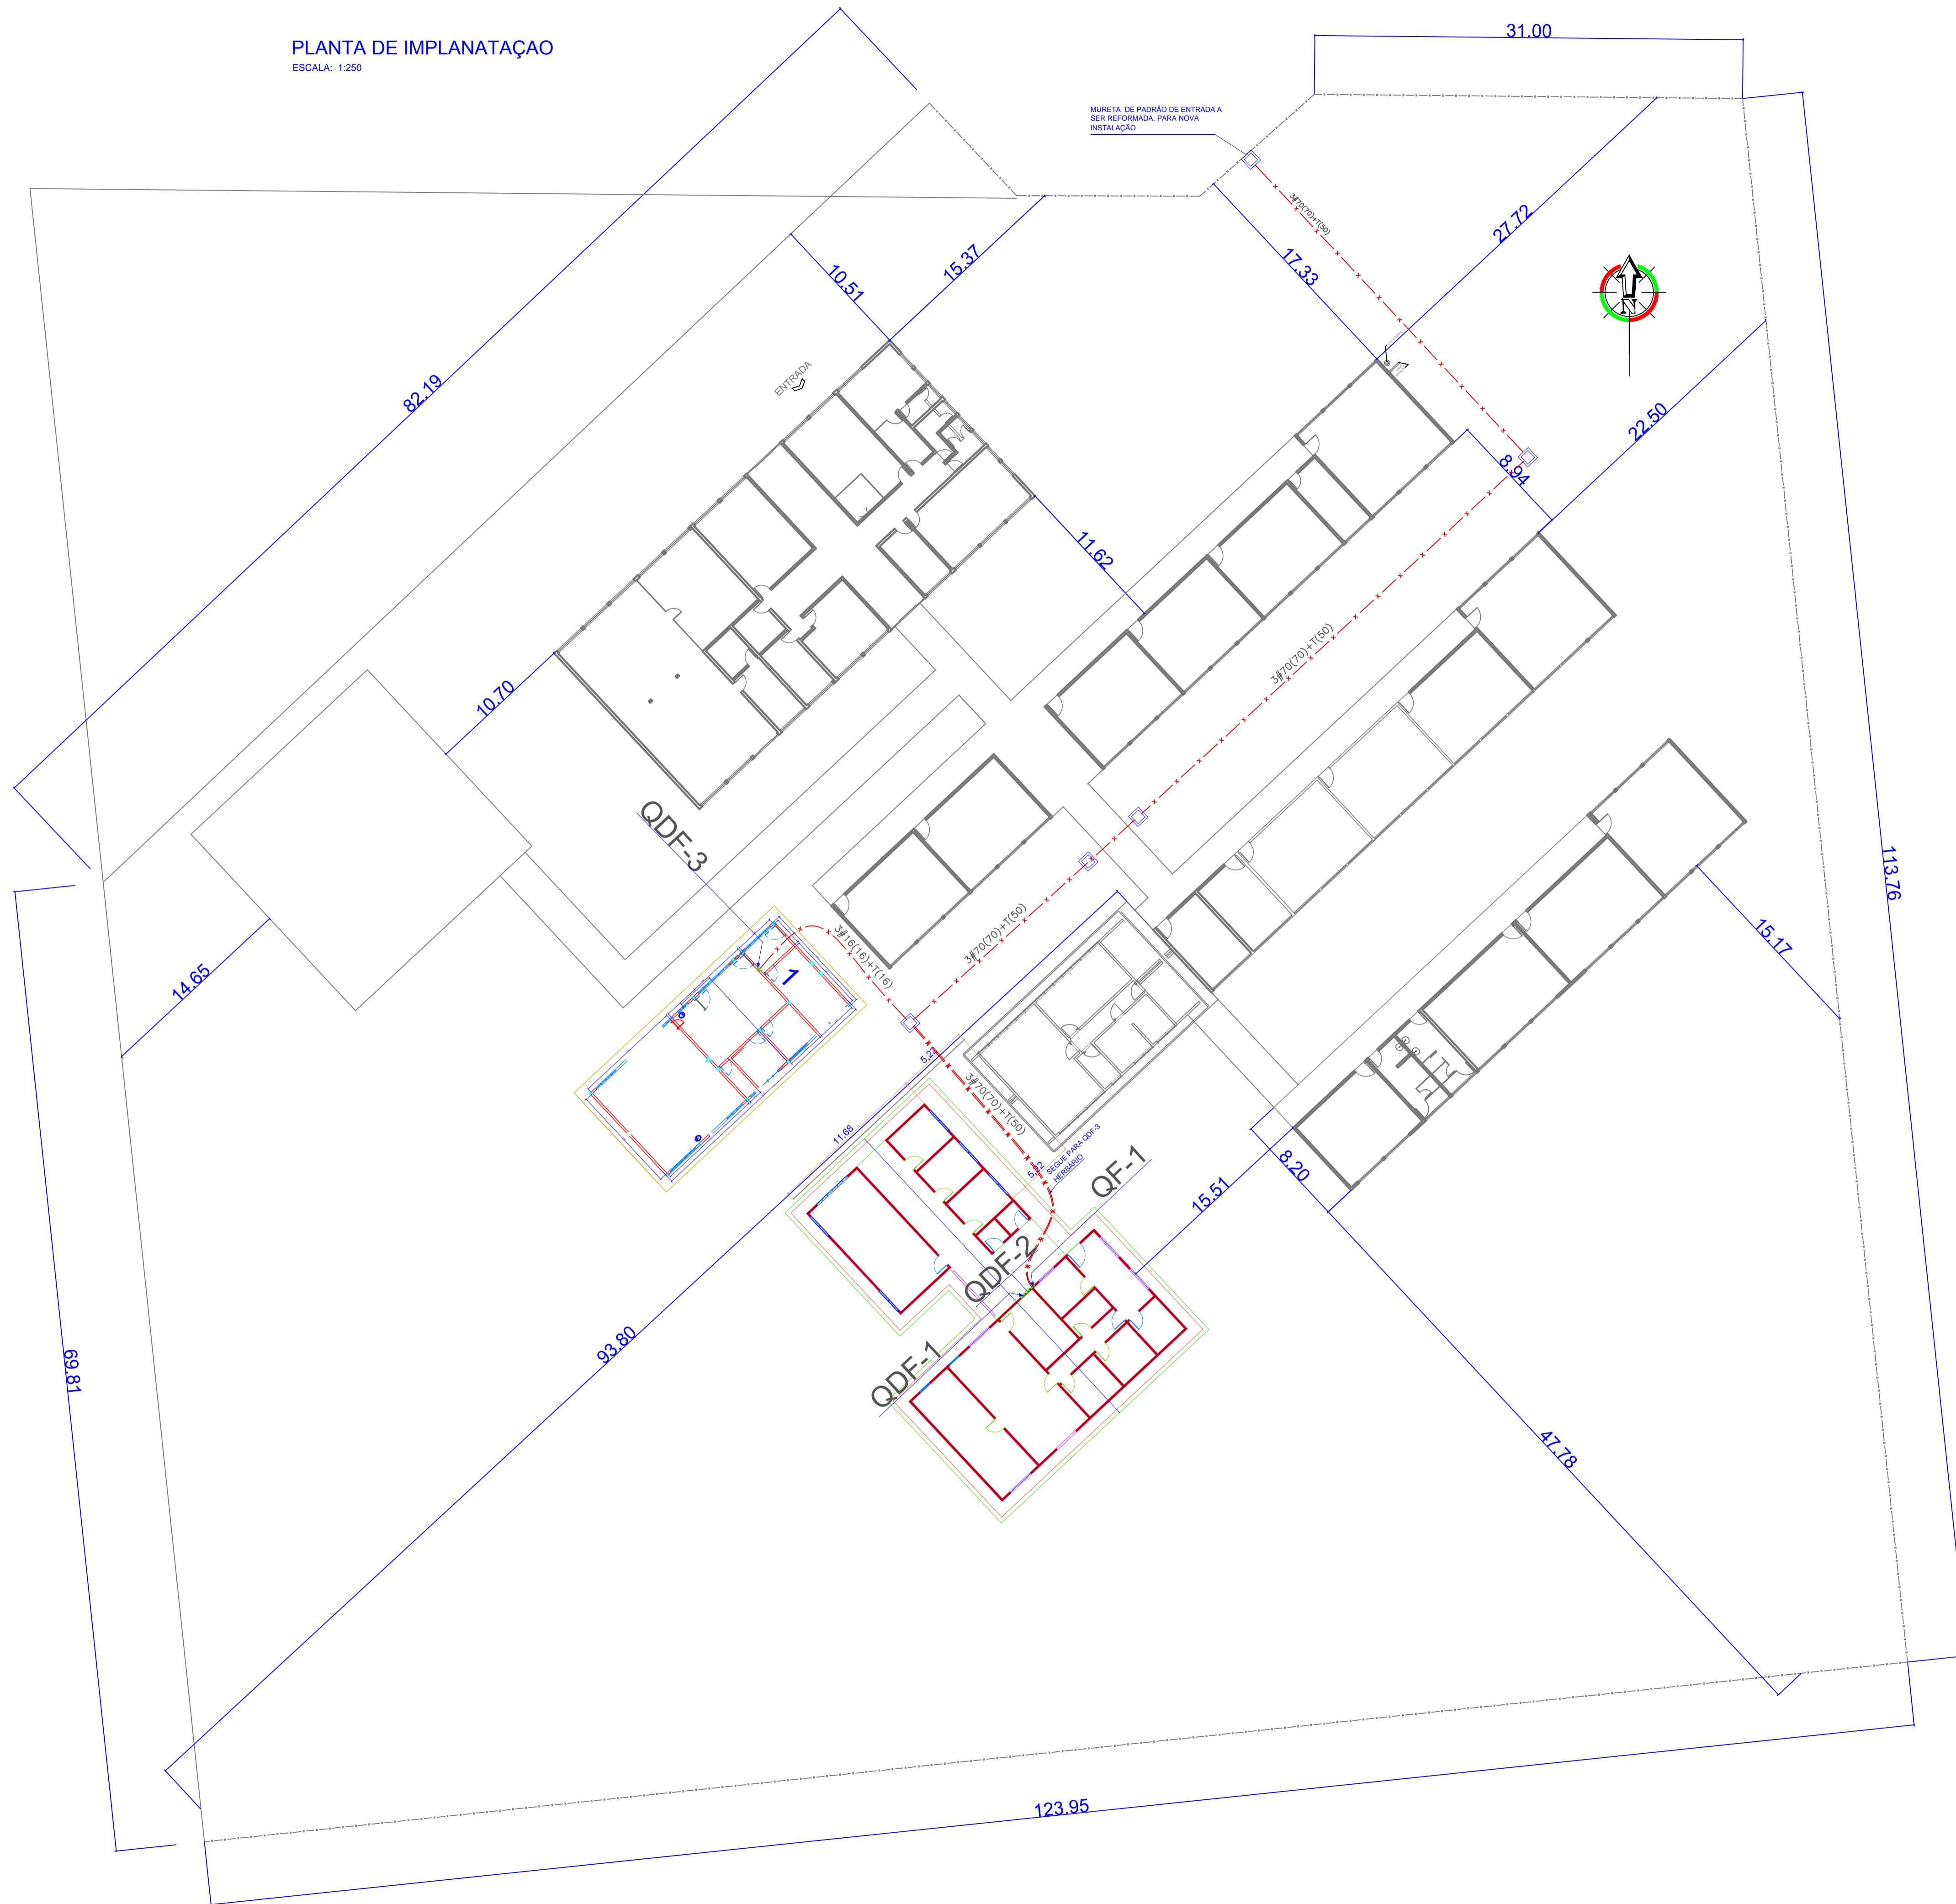 PLANTA DE IMPLANATAÇAO
ESCALA: 1:250
31.00
MURETA DE PADRÃO DE ENTRADA A
SER REFORMADA. PARA NOVA
INSTALAÇÃO
3#70(70)+T(50)
27.72
17.33
15.37
10.51
N
ENTRADA
82.19
22.50
8.94
11.62
3#70(70)+T(50)
10.70
QDF-3
113.76
15.17
3#16(16)+T(16)
3#70(70)+T(50)
14.65
1
5,22
3#70(70)+T(50)
11,68
5,22
SEGUE PARA QDF-3
HERBÁRIO
QF-1
8.20
15.51
QDF-2
QDF-1
93.80
69.81
47.78
123.95